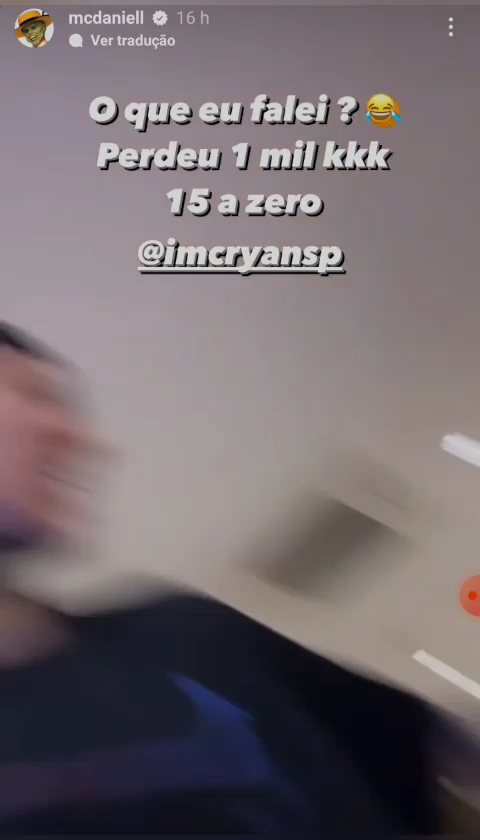 mcdaniell 16 h
Ver tradução
O que eu falei ? 😂
Perdeu 1 mil kkk
15 a zero
@imcryansp